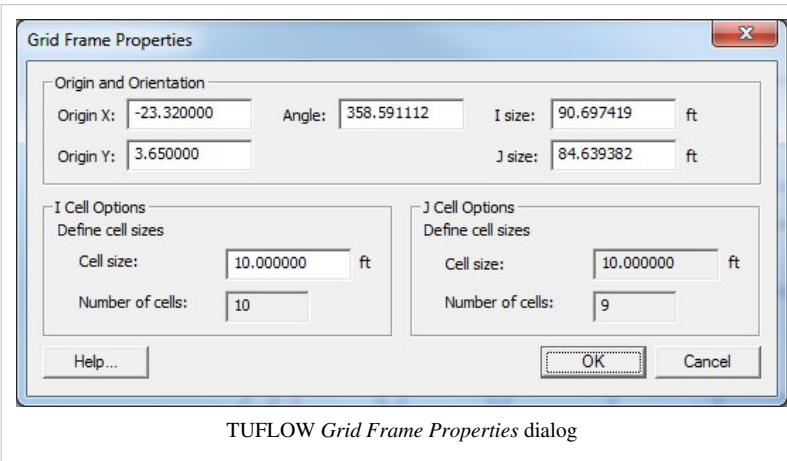 Grid Frame Properties
Origin and Orientation
Origin X: -23.320000 Angle: 358.591112 I size: 90.697419 ft
Origin Y: 3.650000 J size: 84.639382 ft
I Cell Options
Define cell sizes
Cell size: 10.000000 ft
Number of cells: 10
J Cell Options
Define cell sizes
Cell size: 10.000000 ft
Number of cells: 9
Help... OK Cancel
TUFLOW Grid Frame Properties dialog